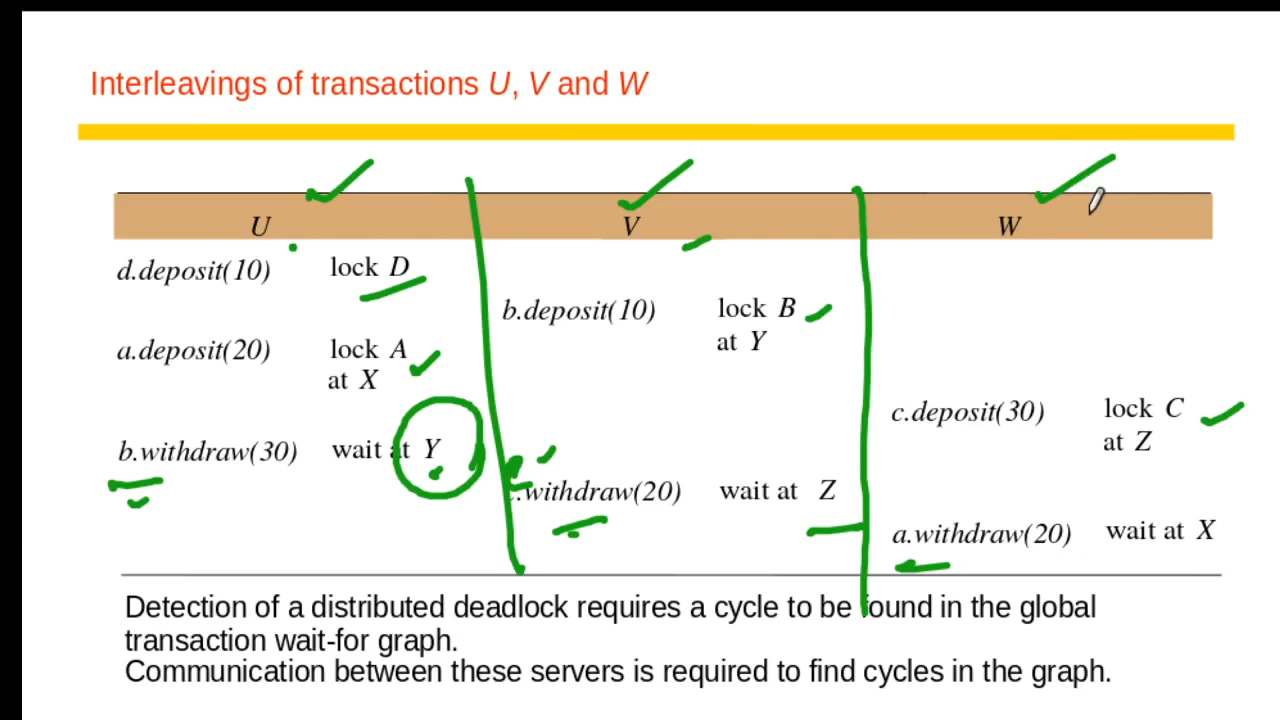 Interleavings of transactions U, V and W
U V W
d.deposit(10) lock D
b.deposit(10) lock B
at Y
a.deposit(20) lock A
at X
c.deposit(30) lock C
at Z
b.withdraw(30) wait at Y
c.withdraw(20) wait at Z
a.withdraw(20) wait at X
Detection of a distributed deadlock requires a cycle to be found in the global
transaction wait-for graph.
Communication between these servers is required to find cycles in the graph.